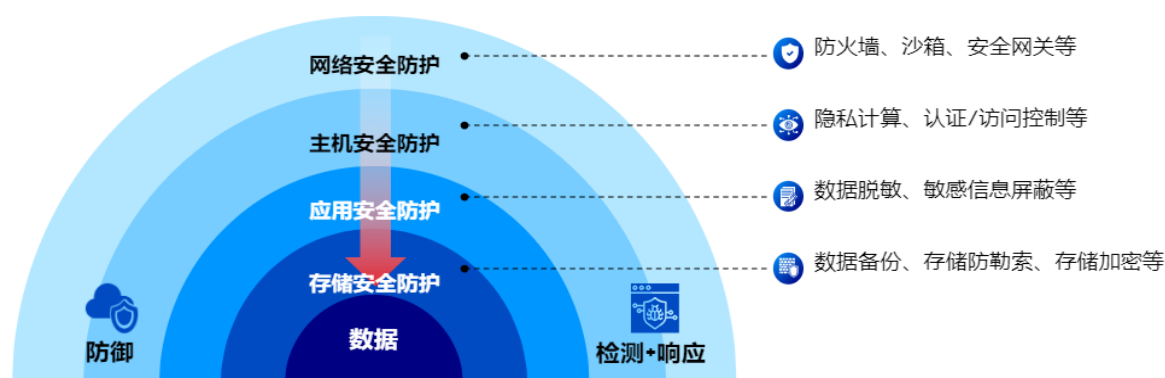 网络安全防护
防火墙、沙箱、安全网关等
主机安全防护
隐私计算、认证/访问控制等
应用安全防护
数据脱敏、敏感信息屏蔽等
存储安全防护
数据备份、存储防勒索、存储加密等
数据
防御
检测+响应